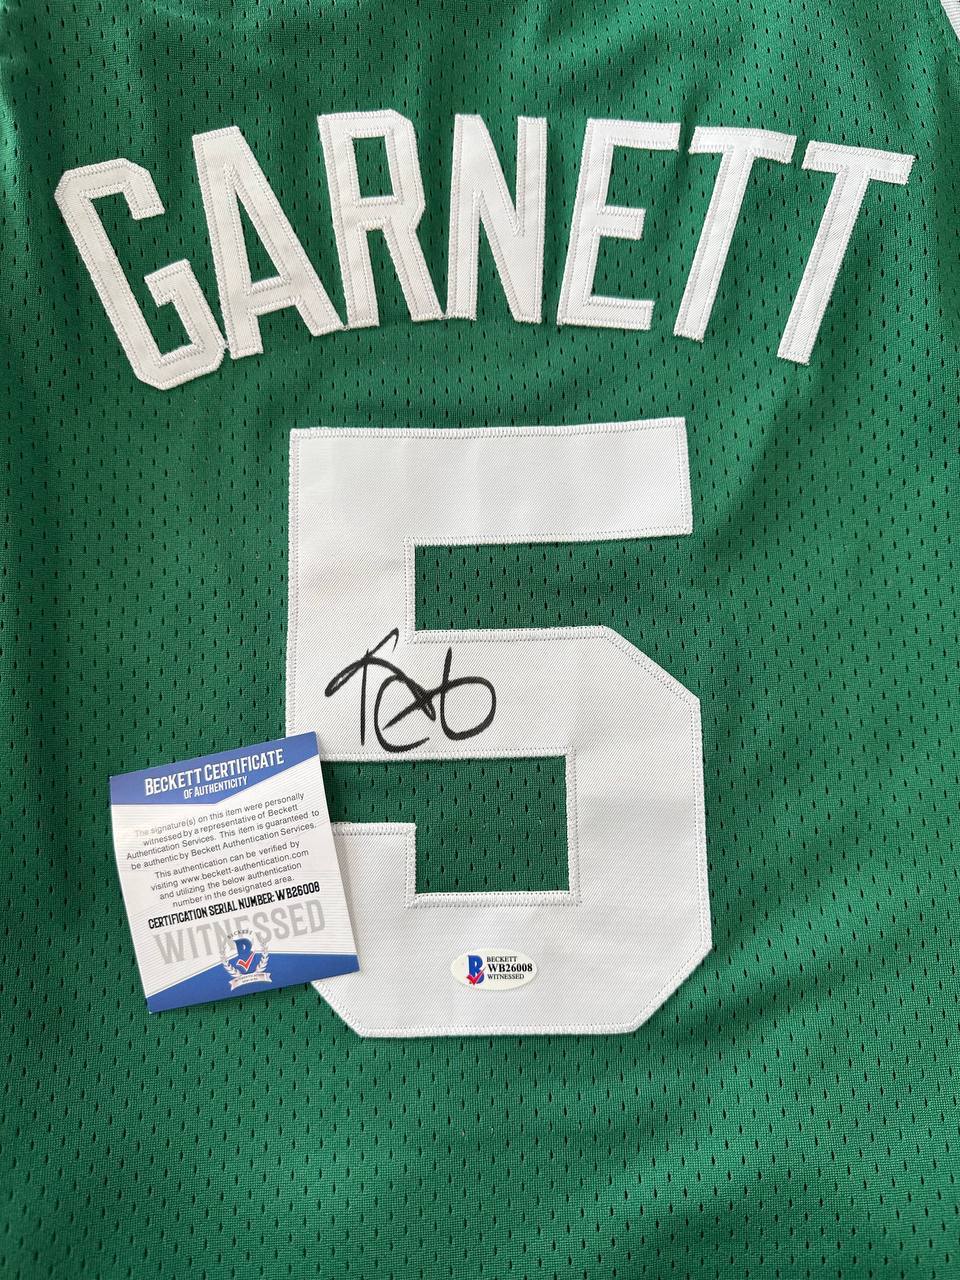 GARNETT
5
BECKETT CERTIFICATE
OF AUTHENTICITY
The signature(s) on this item were personally
witnessed by a representative of Beckett
Authentication Services. This item is guaranteed to
be authentic by Beckett Authentication Services.
This authentication can be verified by
visiting www.beckett-authentication.com
and utilizing the below authentication
number in the designated area.
CERTIFICATION SERIAL NUMBER: WB26008
WITNESSED
BECKETT
B
BECKETT
WB26008
WITNESSED
B